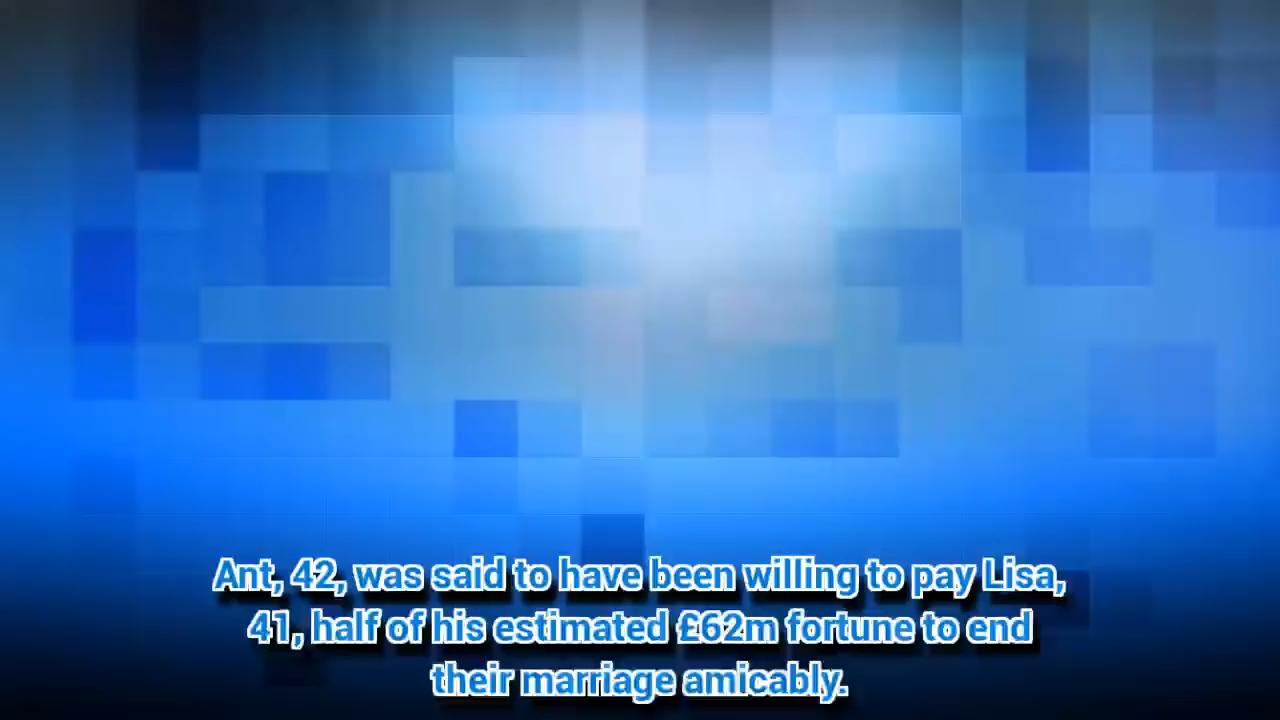 Ant, 42, was said to have been willing to pay Lisa,
41, half of his estimated £62m fortune to end
their marriage amicably.